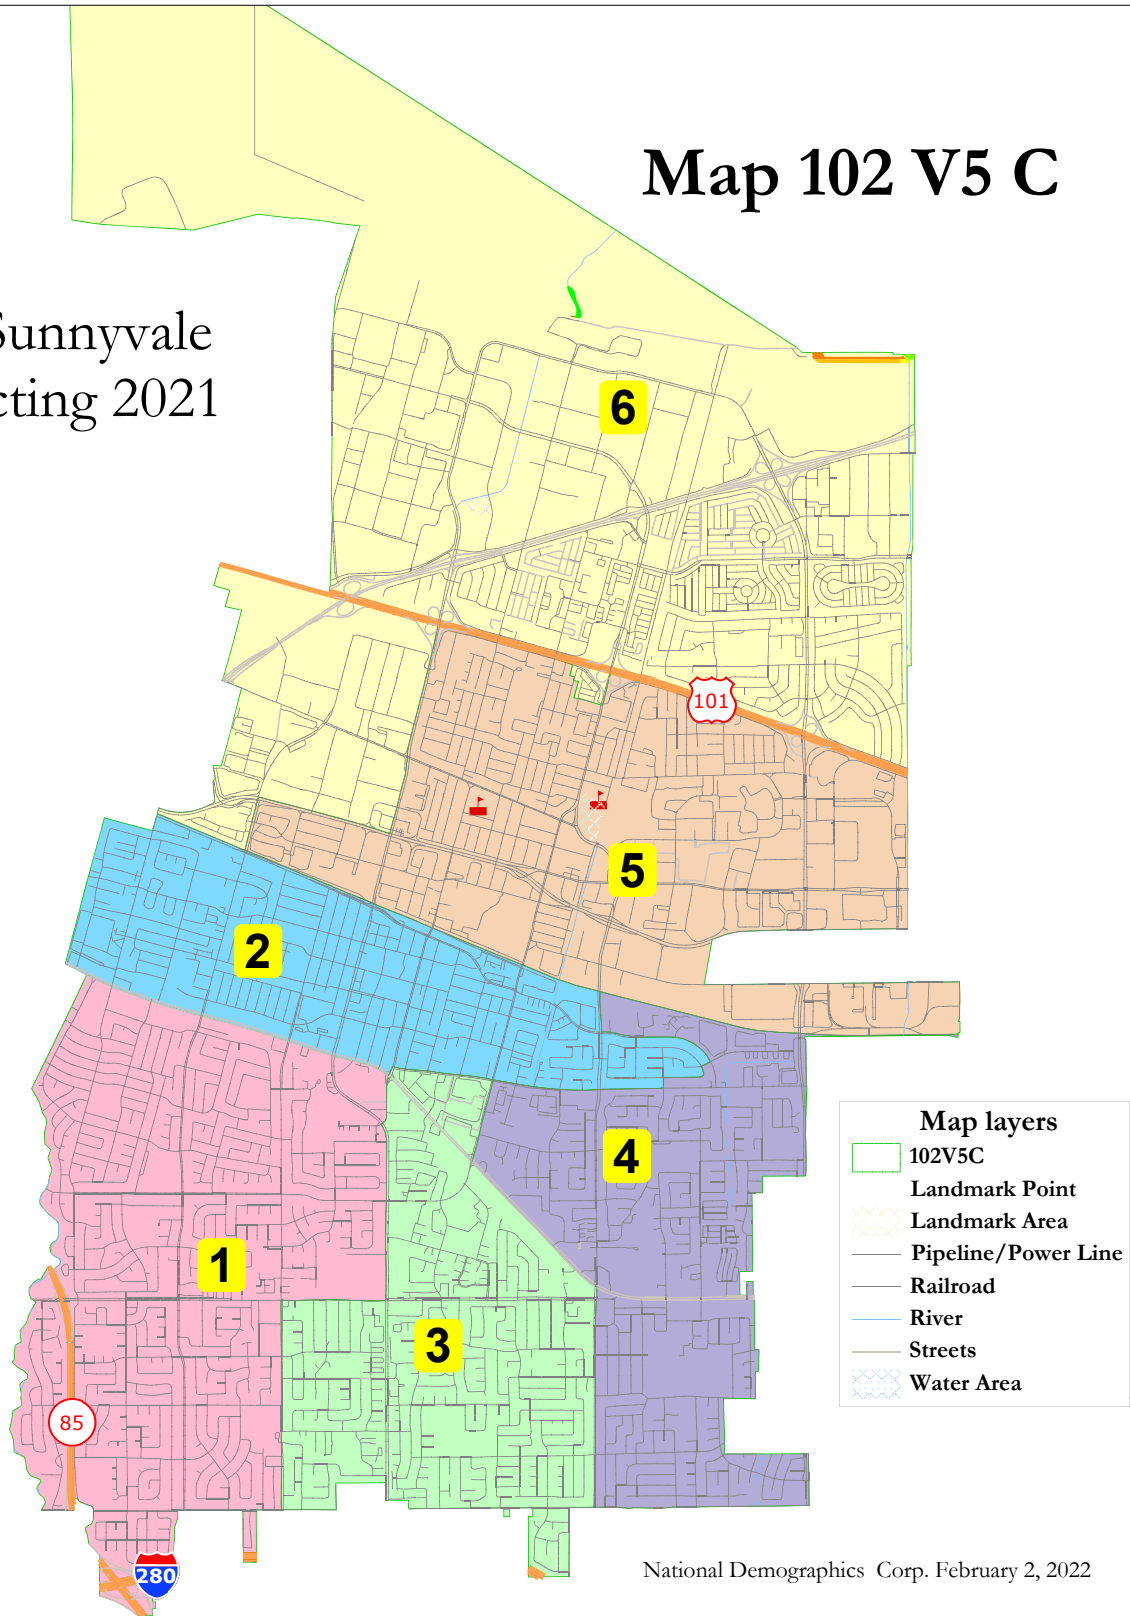 Map 102 V5 C
Sunnyvale
cting 2021
6
101
5
2
4
1
3
85
280
Map layers
102V5C
Landmark Point
Landmark Area
Pipeline/Power Line
Railroad
River
Streets
Water Area
National Demographics Corp. February 2, 2022